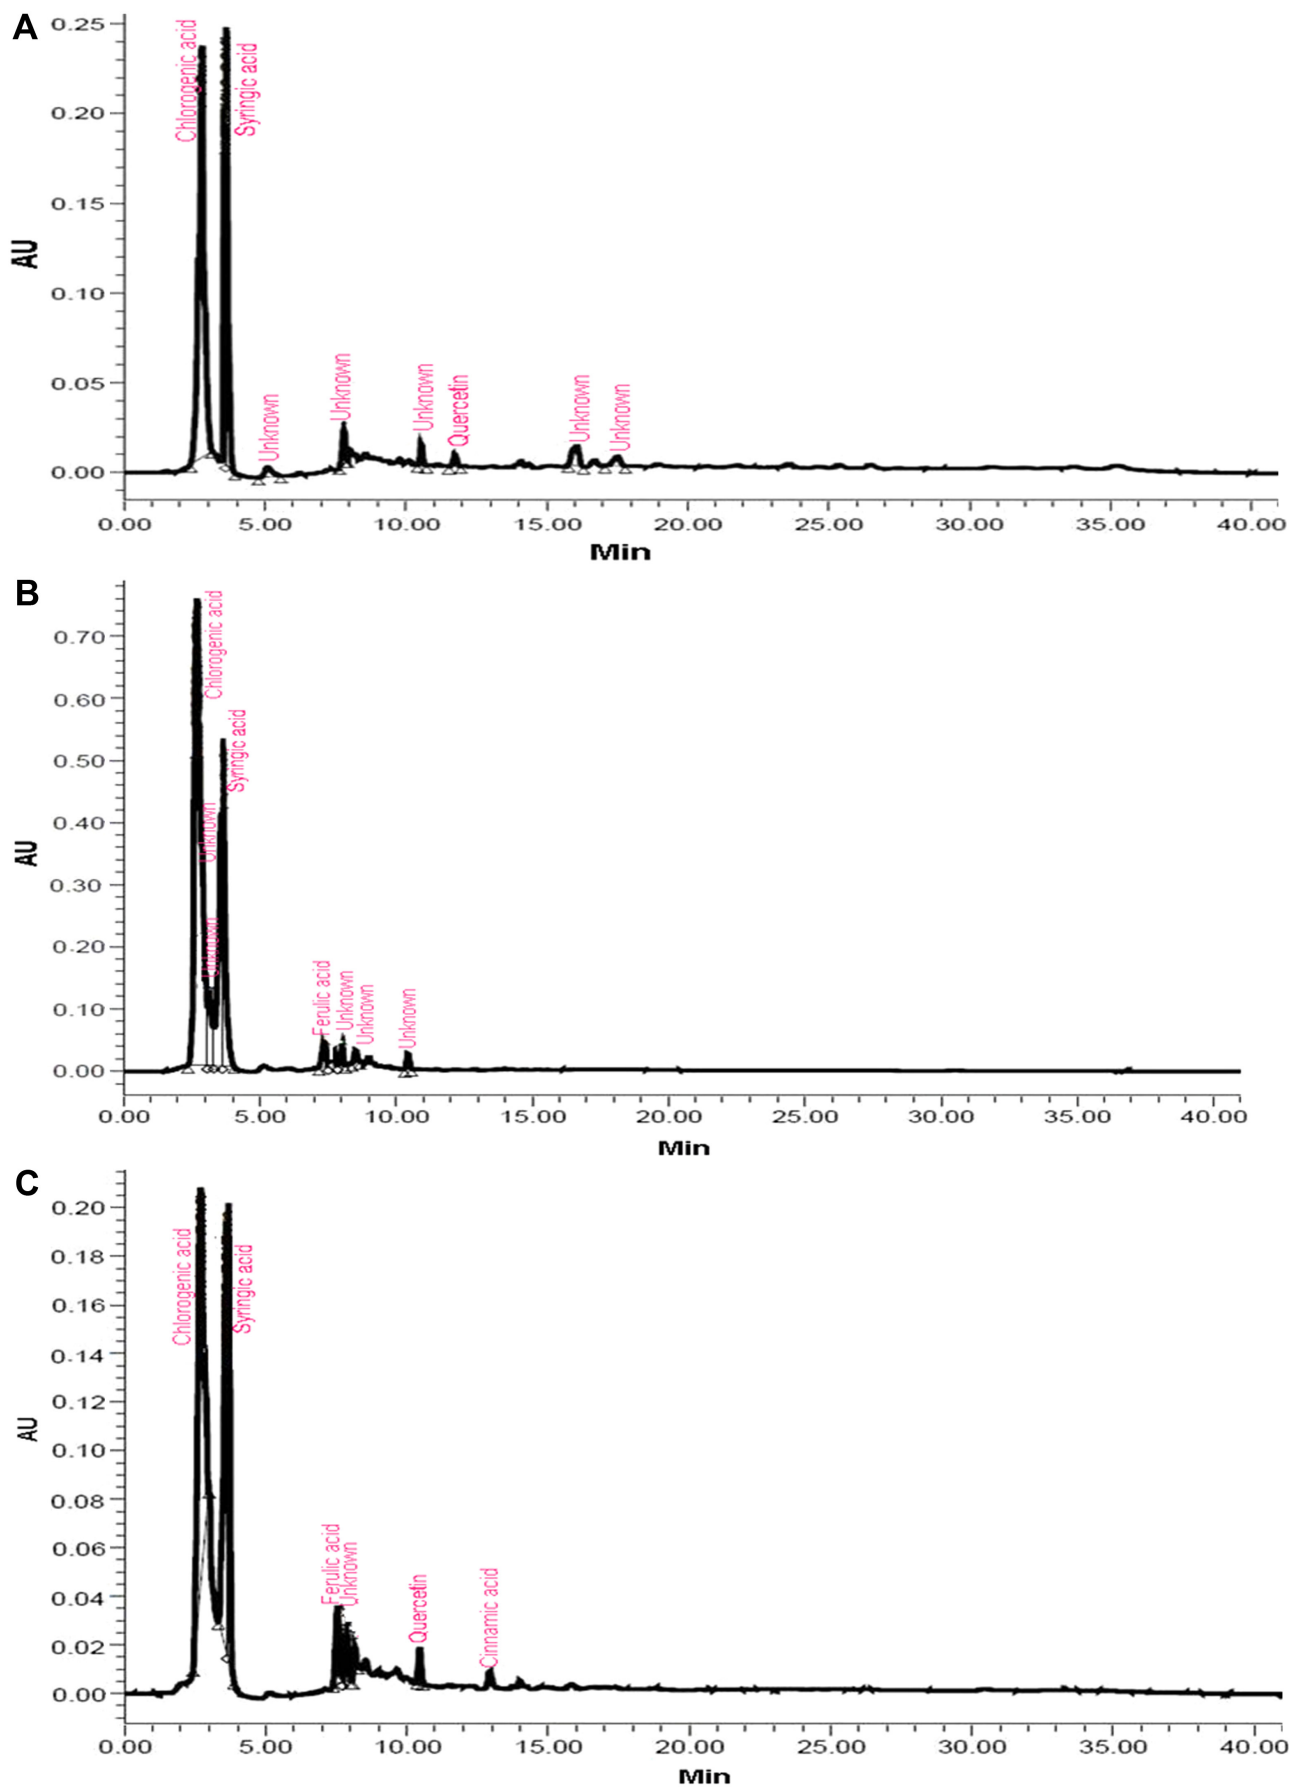 A
0.25
0.20
0.15
0.10
0.05
0.00
AU
Chlorogenic acid
Syringic acid
Unknown
Unknown
Unknown
Quercetin
Unknown
Unknown
0.00 5.00 10.00 15.00 20.00 25.00 30.00 35.00 40.00
Min
B
0.70
0.60
0.50
0.40
0.30
0.20
0.10
0.00
AU
Chlorogenic acid
Syringic acid
Unknown
Unknown
Ferulic acid
Unknown
Unknown
Unknown
0.00 5.00 10.00 15.00 20.00 25.00 30.00 35.00 40.00
Min
C
0.20
0.18
0.16
0.14
0.12
0.10
0.08
0.06
0.04
0.02
0.00
AU
Chlorogenic acid
Syringic acid
Ferulic acid
Unknown
Quercetin
Cinnamic acid
0.00 5.00 10.00 15.00 20.00 25.00 30.00 35.00 40.00
Min